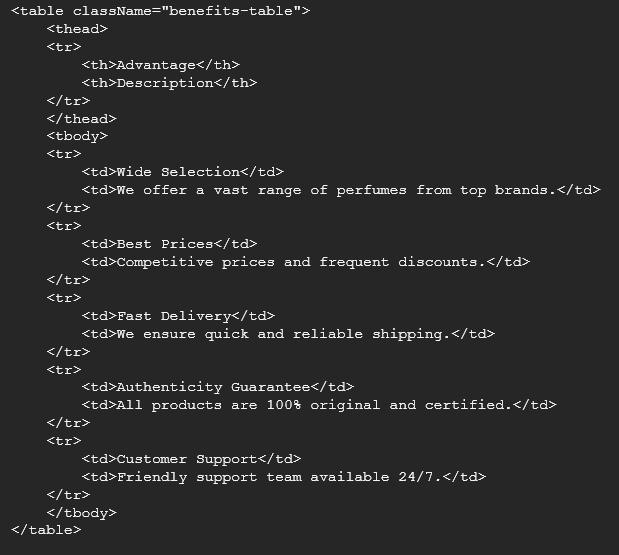 <table className="benefits-table">
    <thead>
    <tr>
        <th>Advantage</th>
        <th>Description</th>
    </tr>
    </thead>
    <tbody>
    <tr>
        <td>Wide Selection</td>
        <td>We offer a vast range of perfumes from top brands.</td>
    </tr>
    <tr>
        <td>Best Prices</td>
        <td>Competitive prices and frequent discounts.</td>
    </tr>
    <tr>
        <td>Fast Delivery</td>
        <td>We ensure quick and reliable shipping.</td>
    </tr>
    <tr>
        <td>Authenticity Guarantee</td>
        <td>All products are 100% original and certified.</td>
    </tr>
    <tr>
        <td>Customer Support</td>
        <td>Friendly support team available 24/7.</td>
    </tr>
    </tbody>
</table>